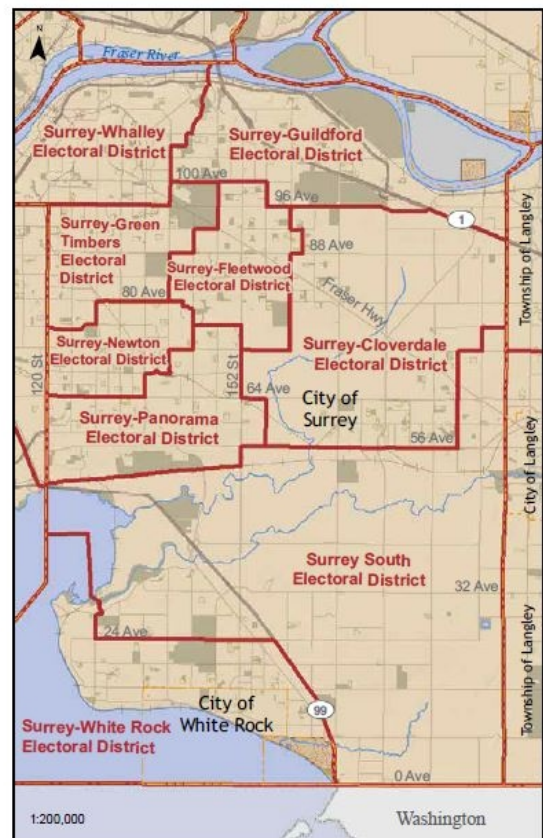 N
Fraser River
Surrey-Whalley
Electoral District
Surrey-Guildford
Electoral District
100 Ave
96 Ave
1
Surrey-Green
Timbers
Electoral
District
88 Ave
Surrey-Fleetwood
Electoral District
80 Ave
Fraser Hwy
Township of Langley
Surrey-Newton
Electoral District
Surrey-Cloverdale
Electoral District
120 St
152 St
64 Ave
City of
Surrey
Surrey-Panorama
Electoral District
56 Ave
City of Langley
Surrey South
Electoral District
32 Ave
24 Ave
Township of Langley
City of
White Rock
99
Surrey-White Rock
Electoral District
0 Ave
1:200,000
Washington